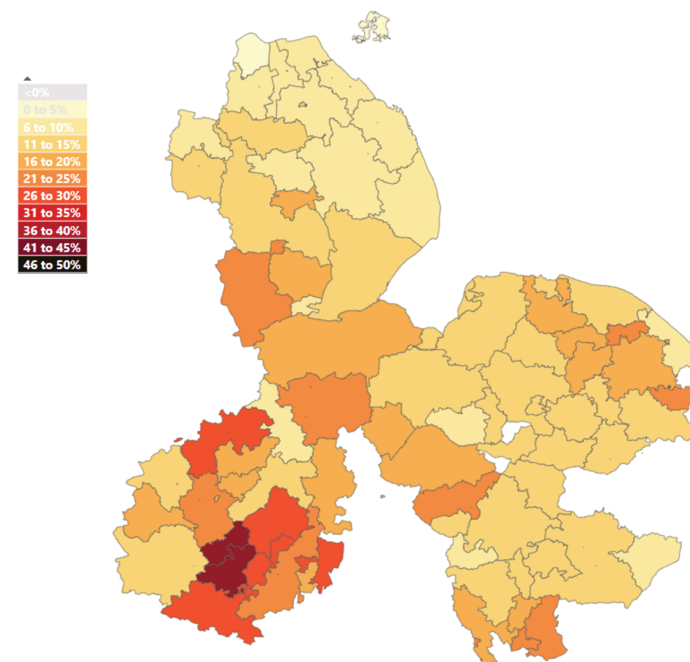 <0%
0 to 5%
6 to 10%
11 to 15%
16 to 20%
21 to 25%
26 to 30%
31 to 35%
36 to 40%
41 to 45%
46 to 50%